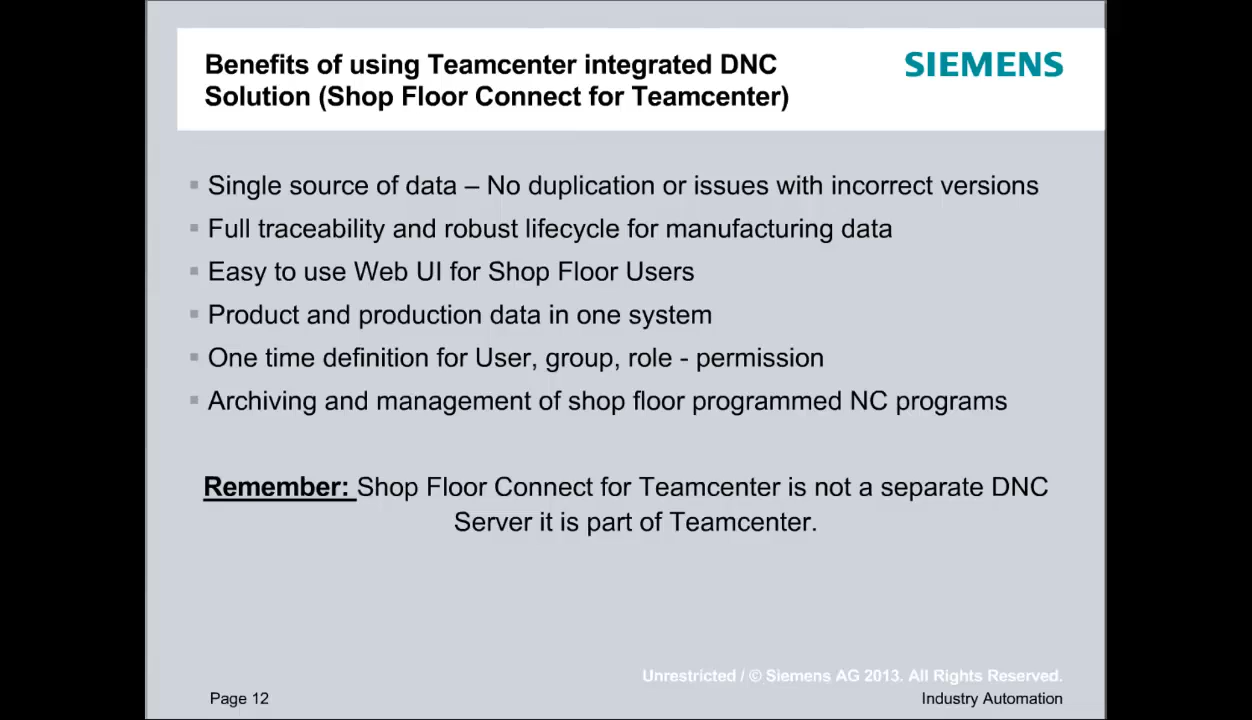 Benefits of using Teamcenter integrated DNC
Solution (Shop Floor Connect for Teamcenter)
SIEMENS
Single source of data – No duplication or issues with incorrect versions
Full traceability and robust lifecycle for manufacturing data
Easy to use Web UI for Shop Floor Users
Product and production data in one system
One time definition for User, group, role - permission
Archiving and management of shop floor programmed NC programs
Remember: Shop Floor Connect for Teamcenter is not a separate DNC
Server it is part of Teamcenter.
Unrestricted / © Siemens AG 2013. All Rights Reserved.
Page 12
Industry Automation